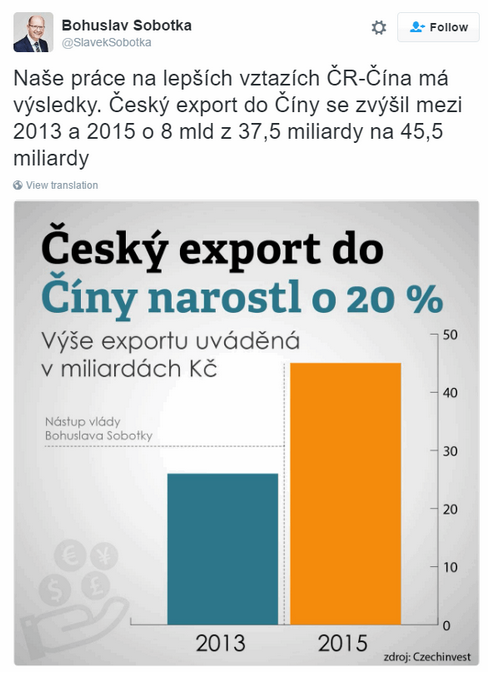 Bohuslav Sobotka
@SlavekSobotka
Follow
Naše práce na lepších vztazích ČR-Čína má
výsledky. Český export do Číny se zvýšil mezi
2013 a 2015 o 8 mld z 37,5 miliardy na 45,5
miliardy
View translation
Český export do
Číny narostl o 20 %
Výše exportu uváděná
v miliardách Kč
50
40
30
20
10
0
Nástup vlády
Bohuslava Sobotky
€ ¥
$ £
2013 2015
zdroj: Czechinvest